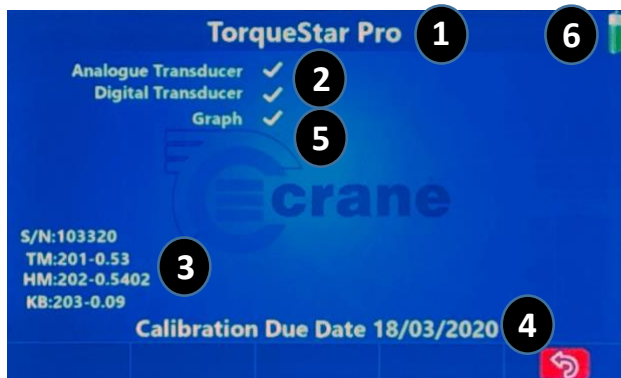 TorqueStar Pro 1 6
Analogue Transducer 2
Digital Transducer
Graph 5
crane
S/N:103320
TM:201-0.53
HM:202-0.5402 3
KB:203-0.09
Calibration Due Date 18/03/2020 4